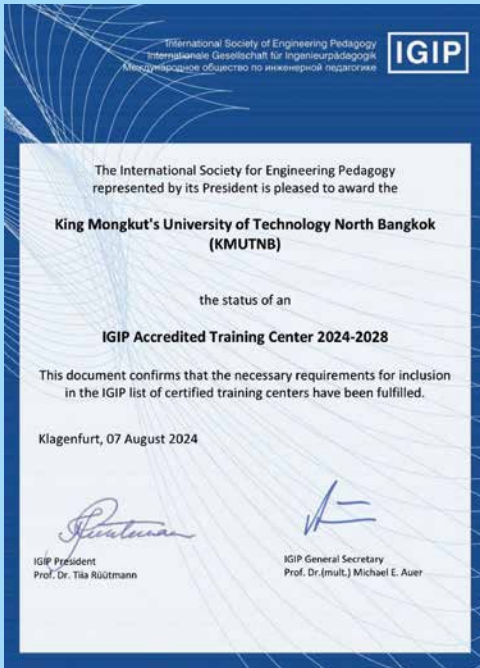 International Society of Engineering Pedagogy
Internationale Gesellschaft für Ingenieurpädagogik
Международное общество по инженерной педагогике
IGIP
The International Society for Engineering Pedagogy
represented by its President is pleased to award the
King Mongkut's University of Technology North Bangkok
(KMUTNB)
the status of an
IGIP Accredited Training Center 2024-2028
This document confirms that the necessary requirements for inclusion
in the IGIP list of certified training centers have been fulfilled.
Klagenfurt, 07 August 2024
IGIP President
Prof. Dr. Tiia Rüütmann
IGIP General Secretary
Prof. Dr.(mult.) Michael E. Auer